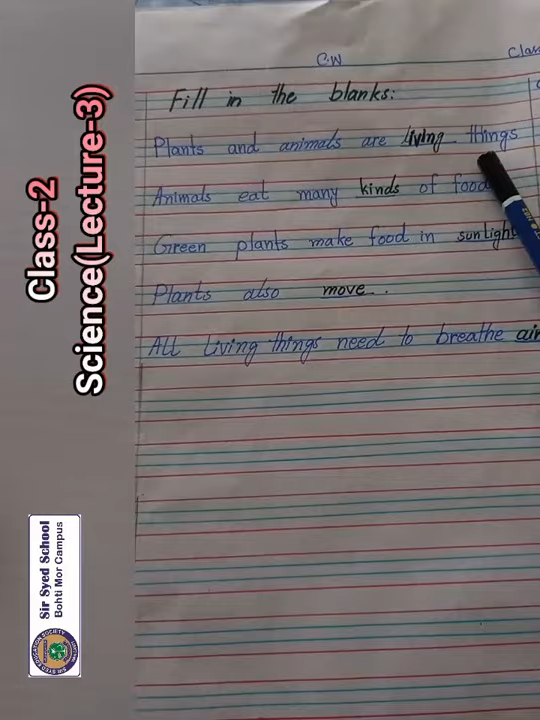 C.W
Clas
Fill in the blanks:
Plants and animals are living things
Animals eat many kinds of food
Green plants make food in sunlight
Plants also move.
All Living things need to breathe air
Class-2
Science(Lecture-3)
Sir Syed School
Bohti Mor Campus